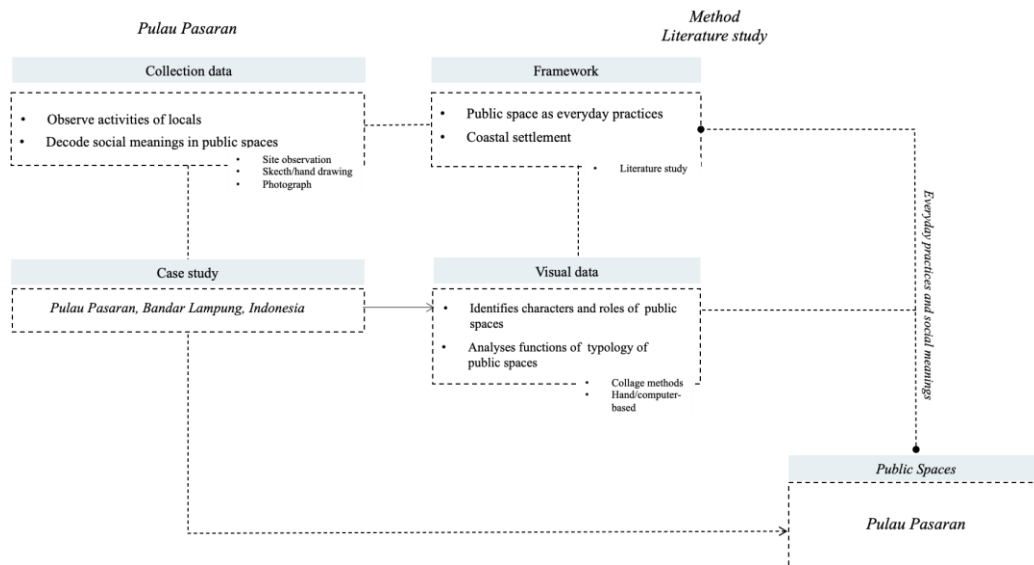 Pulau Pasaran
Method
Literature study
Collection data
• Observe activities of locals
• Decode social meanings in public spaces
• Site observation
• Skecth/hand drawing
• Photograph
Framework
• Public space as everyday practices
• Coastal settlement
• Literature study
Case study
Pulau Pasaran, Bandar Lampung, Indonesia
Visual data
• Identifies characters and roles of public
spaces
• Analyses functions of typology of
public spaces
• Collage methods
• Hand/computer-
based
Everyday practices and social meanings
Public Spaces
Pulau Pasaran